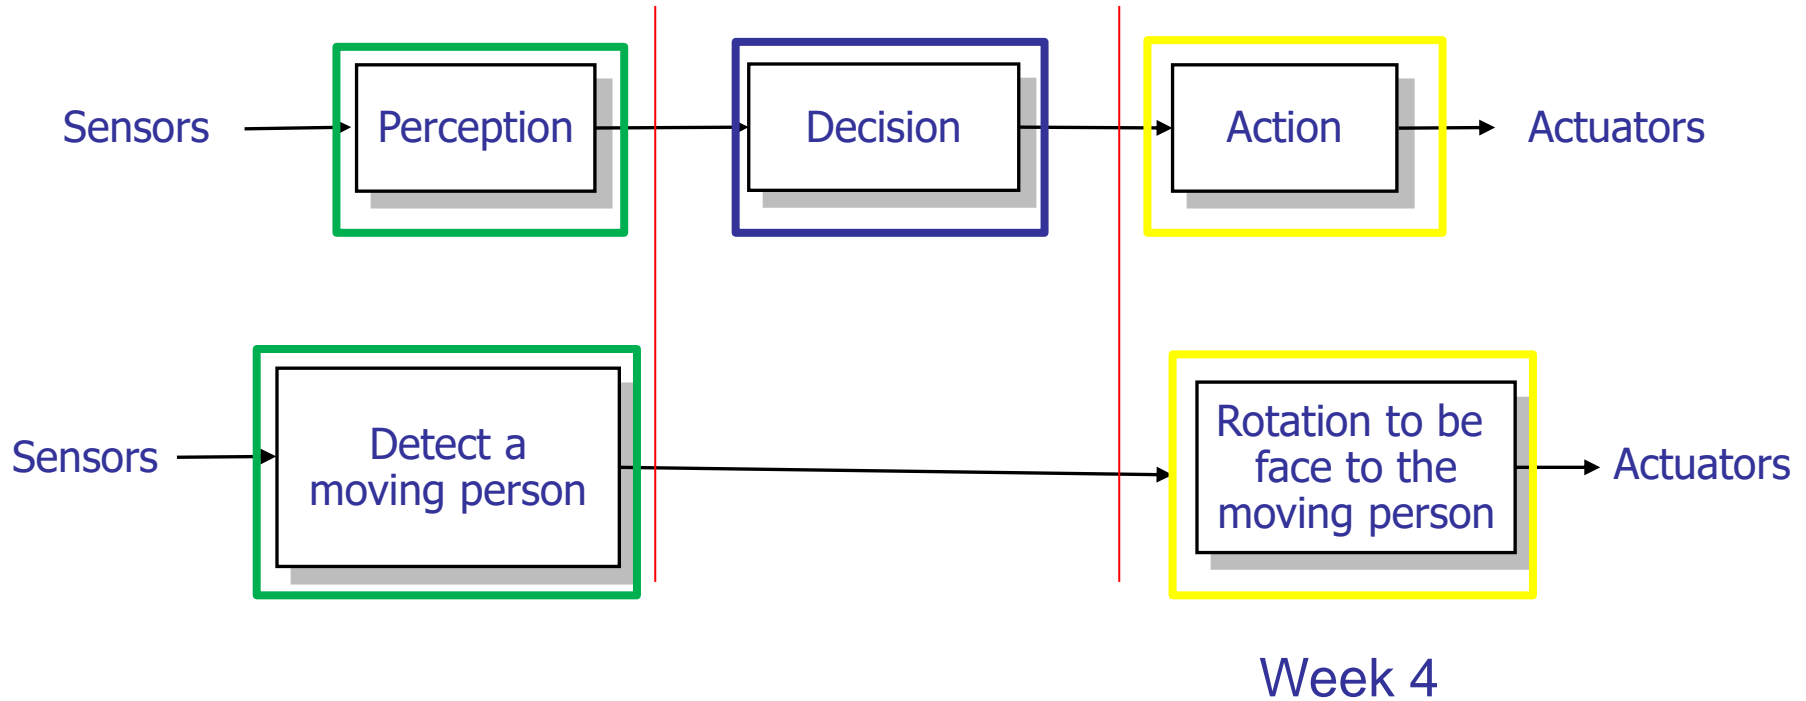 Sensors
Perception
Decision
Action
Actuators
Sensors
Detect a
moving person
Rotation to be
face to the
moving person
Actuators
Week 4